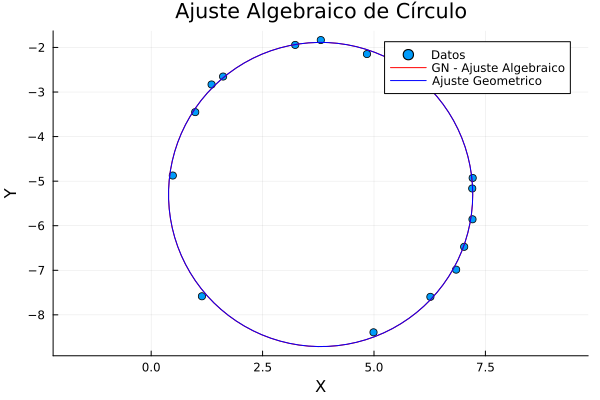 Ajuste Algebraico de Círculo
Datos
GN - Ajuste Algebraico
Ajuste Geometrico
−2
−3
−4
−5
−6
−7
−8
Y
0.0 2.5 5.0 7.5
X